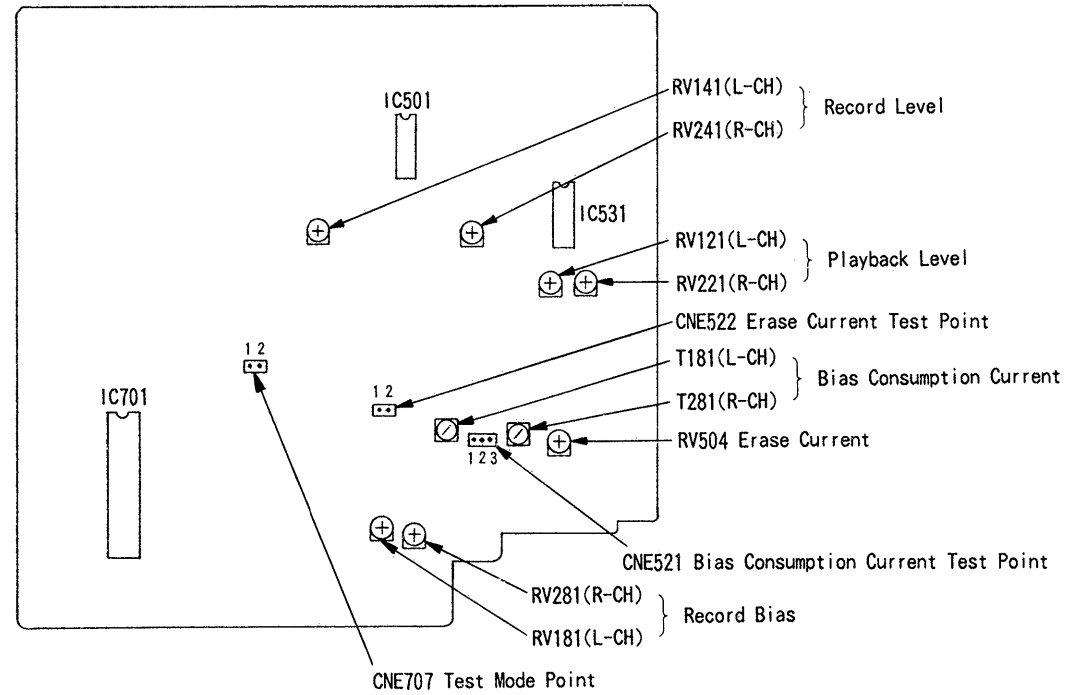 IC501
RV141(L-CH)
Record Level
RV241(R-CH)
IC531
RV121(L-CH)
Playback Level
RV221(R-CH)
CNE522 Erase Current Test Point
1 2
T181(L-CH)
Bias Consumption Current
1 2
IC701
T281(R-CH)
RV504 Erase Current
1 2 3
CNE521 Bias Consumption Current Test Point
RV281(R-CH)
Record Bias
RV181(L-CH)
CNE707 Test Mode Point